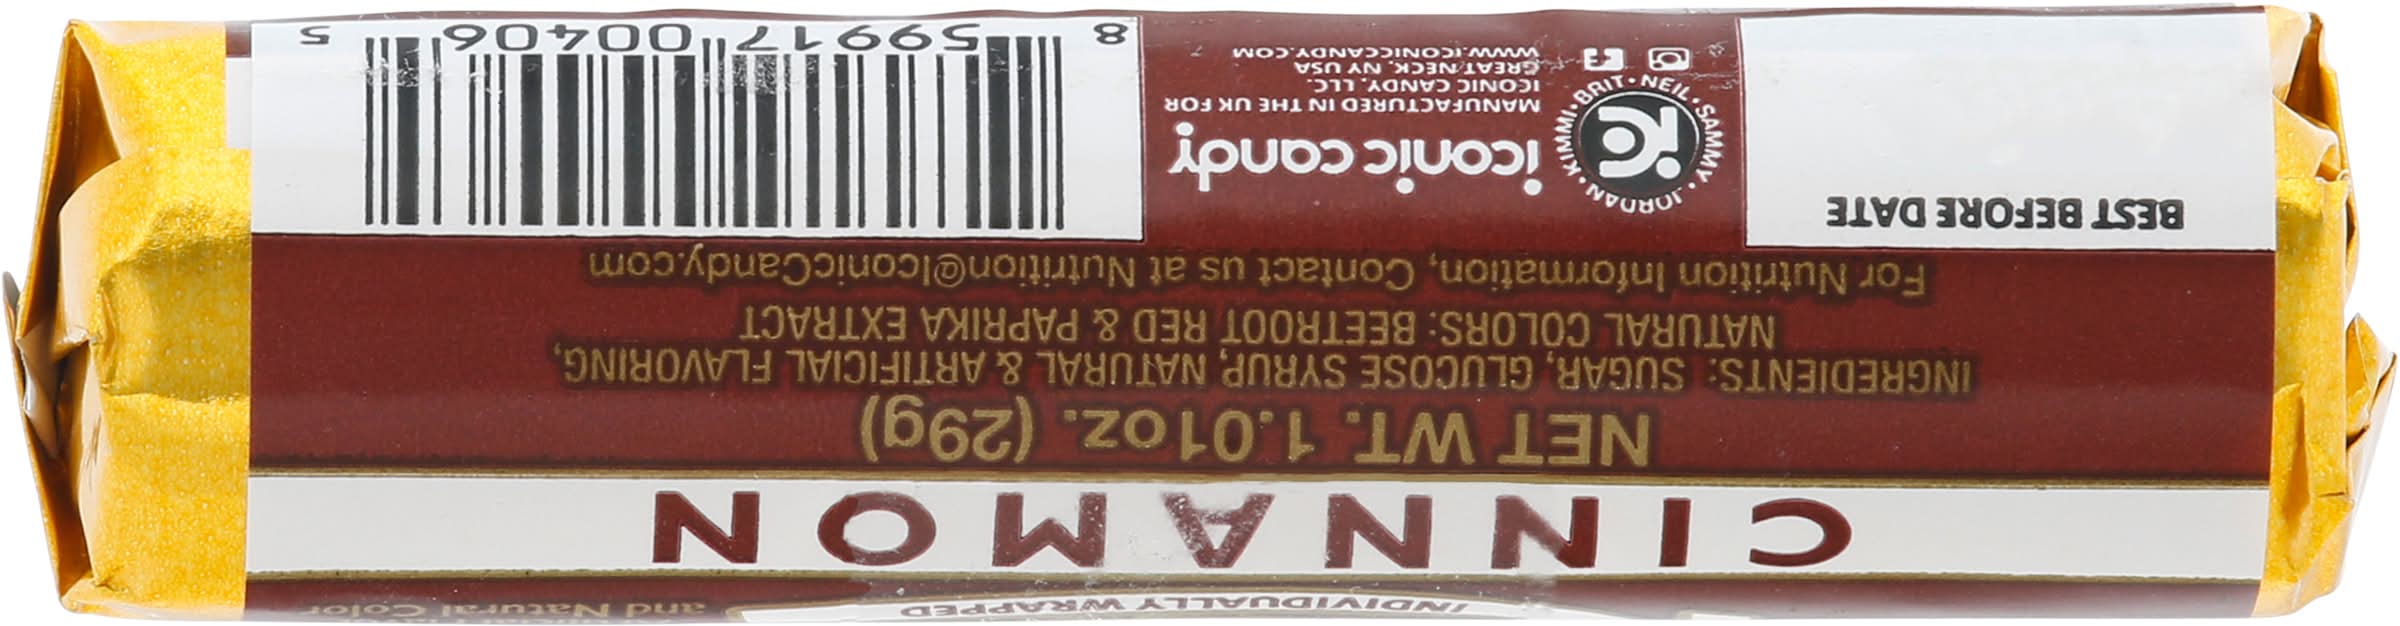 and Natural Color
INDIVIDUALLY WRAPPED
CINNAMON
NET WT. 1.01oz. (29g)
INGREDIENTS: SUGAR, GLUCOSE SYRUP, NATURAL & ARTIFICIAL FLAVORING,
NATURAL COLORS: BEETROOT RED & PAPRIKA EXTRACT
For Nutrition Information, Contact us at Nutrition@IconicCandy.com
BEST BEFORE DATE
JORDAN • KIMMI • BRIT • NEIL • SAMMY •
ic
iconic candy
MANUFACTURED IN THE UK FOR
ICONIC CANDY, LLC.
GREAT NECK, NY USA
WWW.ICONICCANDY.COM
8 59917 00406 5